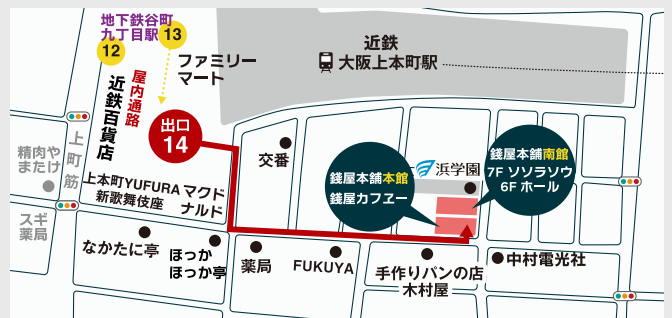 地下鉄谷町
九丁目駅
13
12
ファミリー
マート
近鉄
大阪上本町駅
屋内通路
近鉄百貨店
出口
14
上町筋
精肉や
またけ
スギ
薬局
上本町YUFURA
新歌舞伎座
マクド
ナルド
交番
浜学園
錢屋本舗本館
錢屋カフヱー
錢屋本舗南館
7F ソソラソウ
6F ホール
なかたに亭
ほっか
ほっか亭
薬局
FUKUYA
手作りパンの店
木村屋
中村電光社